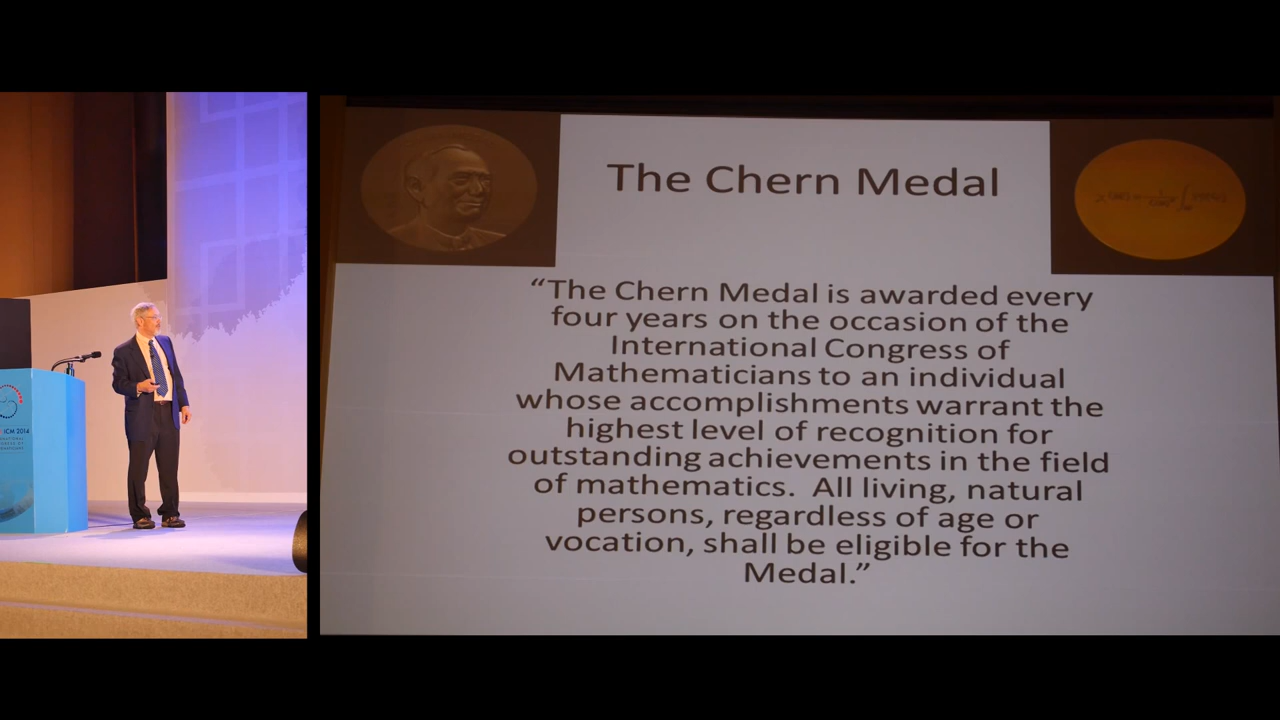 The Chern Medal
“The Chern Medal is awarded every
four years on the occasion of the
International Congress of
Mathematicians to an individual
whose accomplishments warrant the
highest level of recognition for
outstanding achievements in the field
of mathematics.  All living, natural
persons, regardless of age or
vocation, shall be eligible for the
Medal.”
ICM 2014